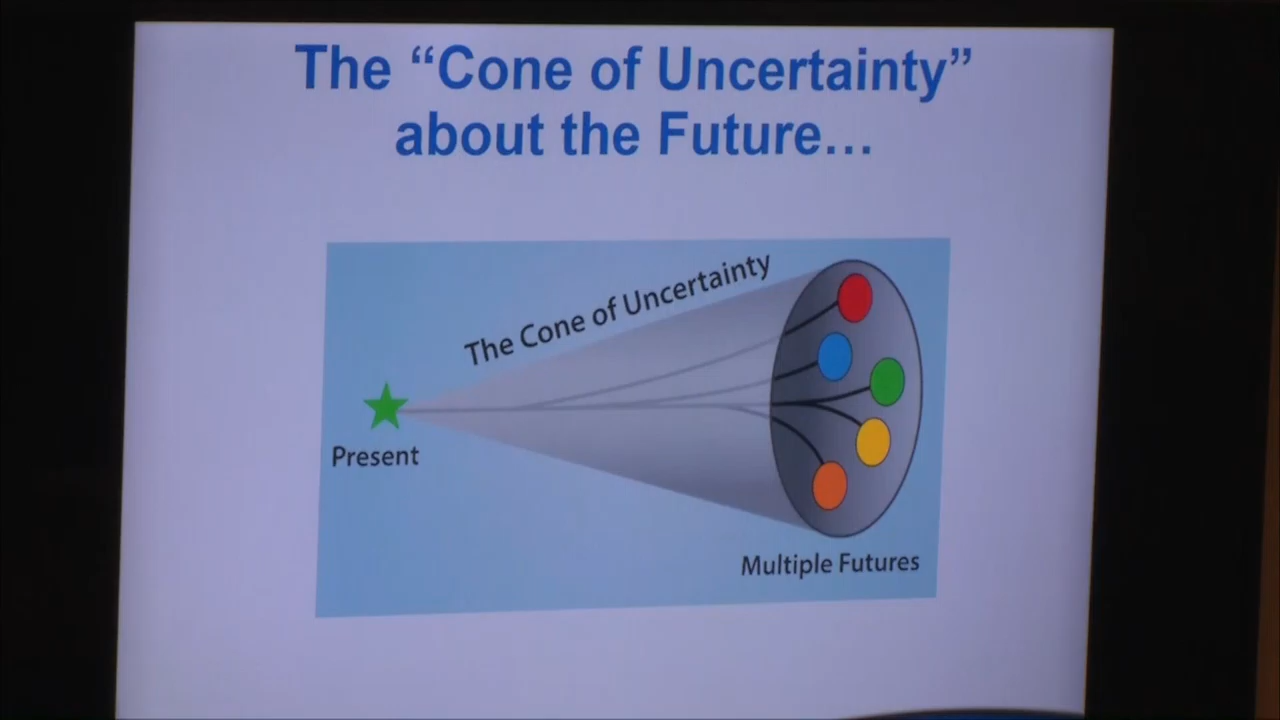 The “Cone of Uncertainty”
about the Future…
The Cone of Uncertainty
Present
Multiple Futures